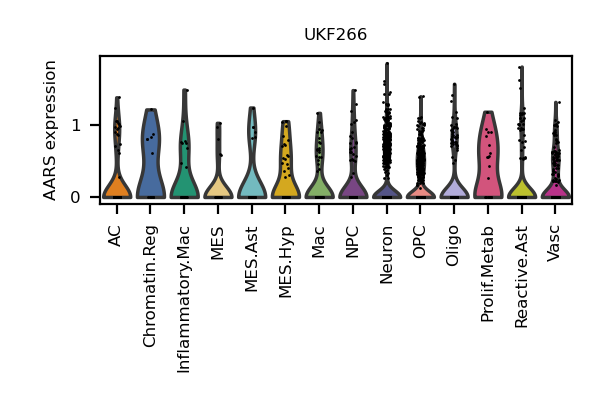 UKF266
AARS expression
1
0
AC
Chromatin.Reg
Inflammatory.Mac
MES
MES.Ast
MES.Hyp
Mac
NPC
Neuron
OPC
Oligo
Prolif.Metab
Reactive.Ast
Vasc